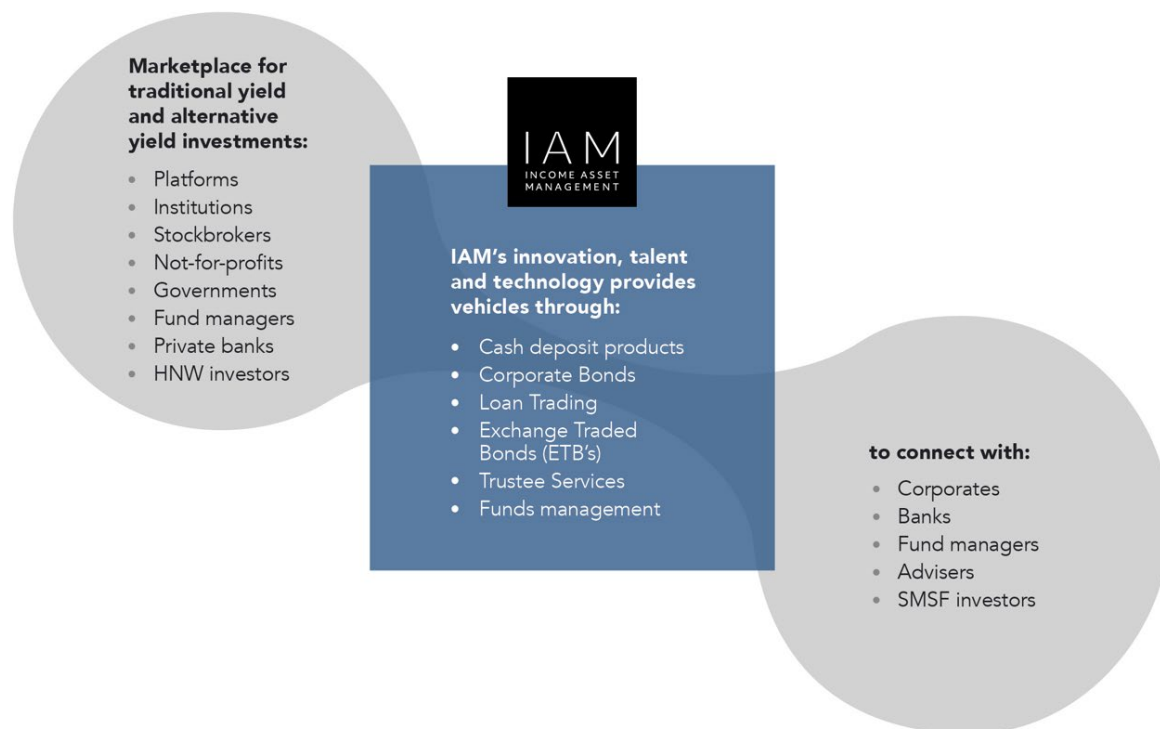 Marketplace for
traditional yield
and alternative
yield investments:
• Platforms
• Institutions
• Stockbrokers
• Not-for-profits
• Governments
• Fund managers
• Private banks
• HNW investors
IAM
INCOME ASSET
MANAGEMENT
IAM’s innovation, talent
and technology provides
vehicles through:
• Cash deposit products
• Corporate Bonds
• Loan Trading
• Exchange Traded
Bonds (ETB’s)
• Trustee Services
• Funds management
to connect with:
• Corporates
• Banks
• Fund managers
• Advisers
• SMSF investors